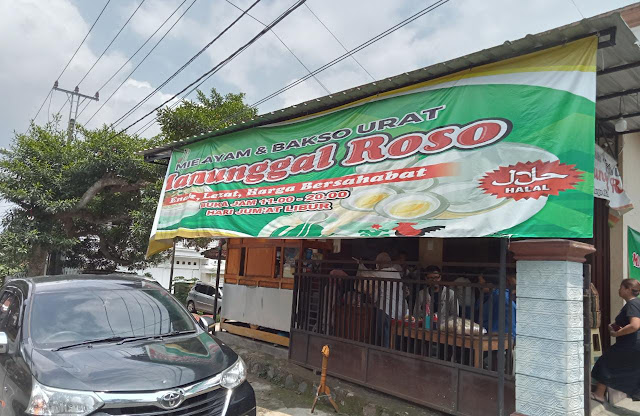 MIE AYAM & BAKSO URAT
Manunggal Roso
Enak, Lezat, Harga Bersahabat
BUKA JAM 11.00 - 20.00
HARI JUM'AT LIBUR
حلال
HALAL